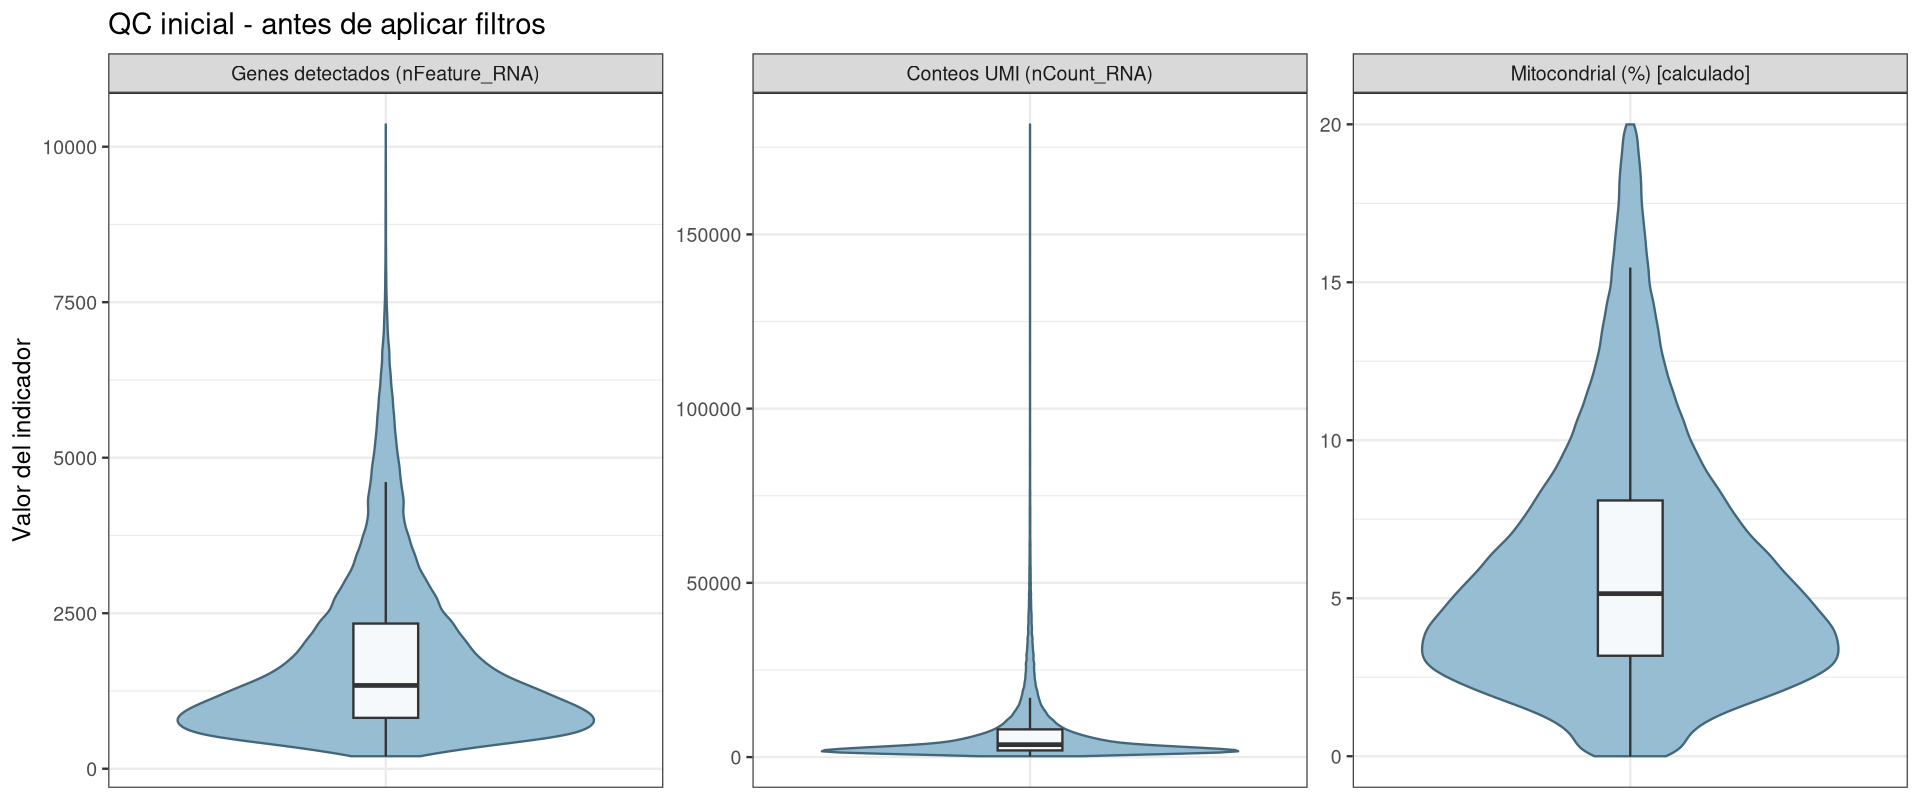 QC inicial - antes de aplicar filtros
Genes detectados (nFeature_RNA)
Conteos UMI (nCount_RNA)
Mitocondrial (%) [calculado]
Valor del indicador
10000
7500
5000
2500
0
150000
100000
50000
0
20
15
10
5
0